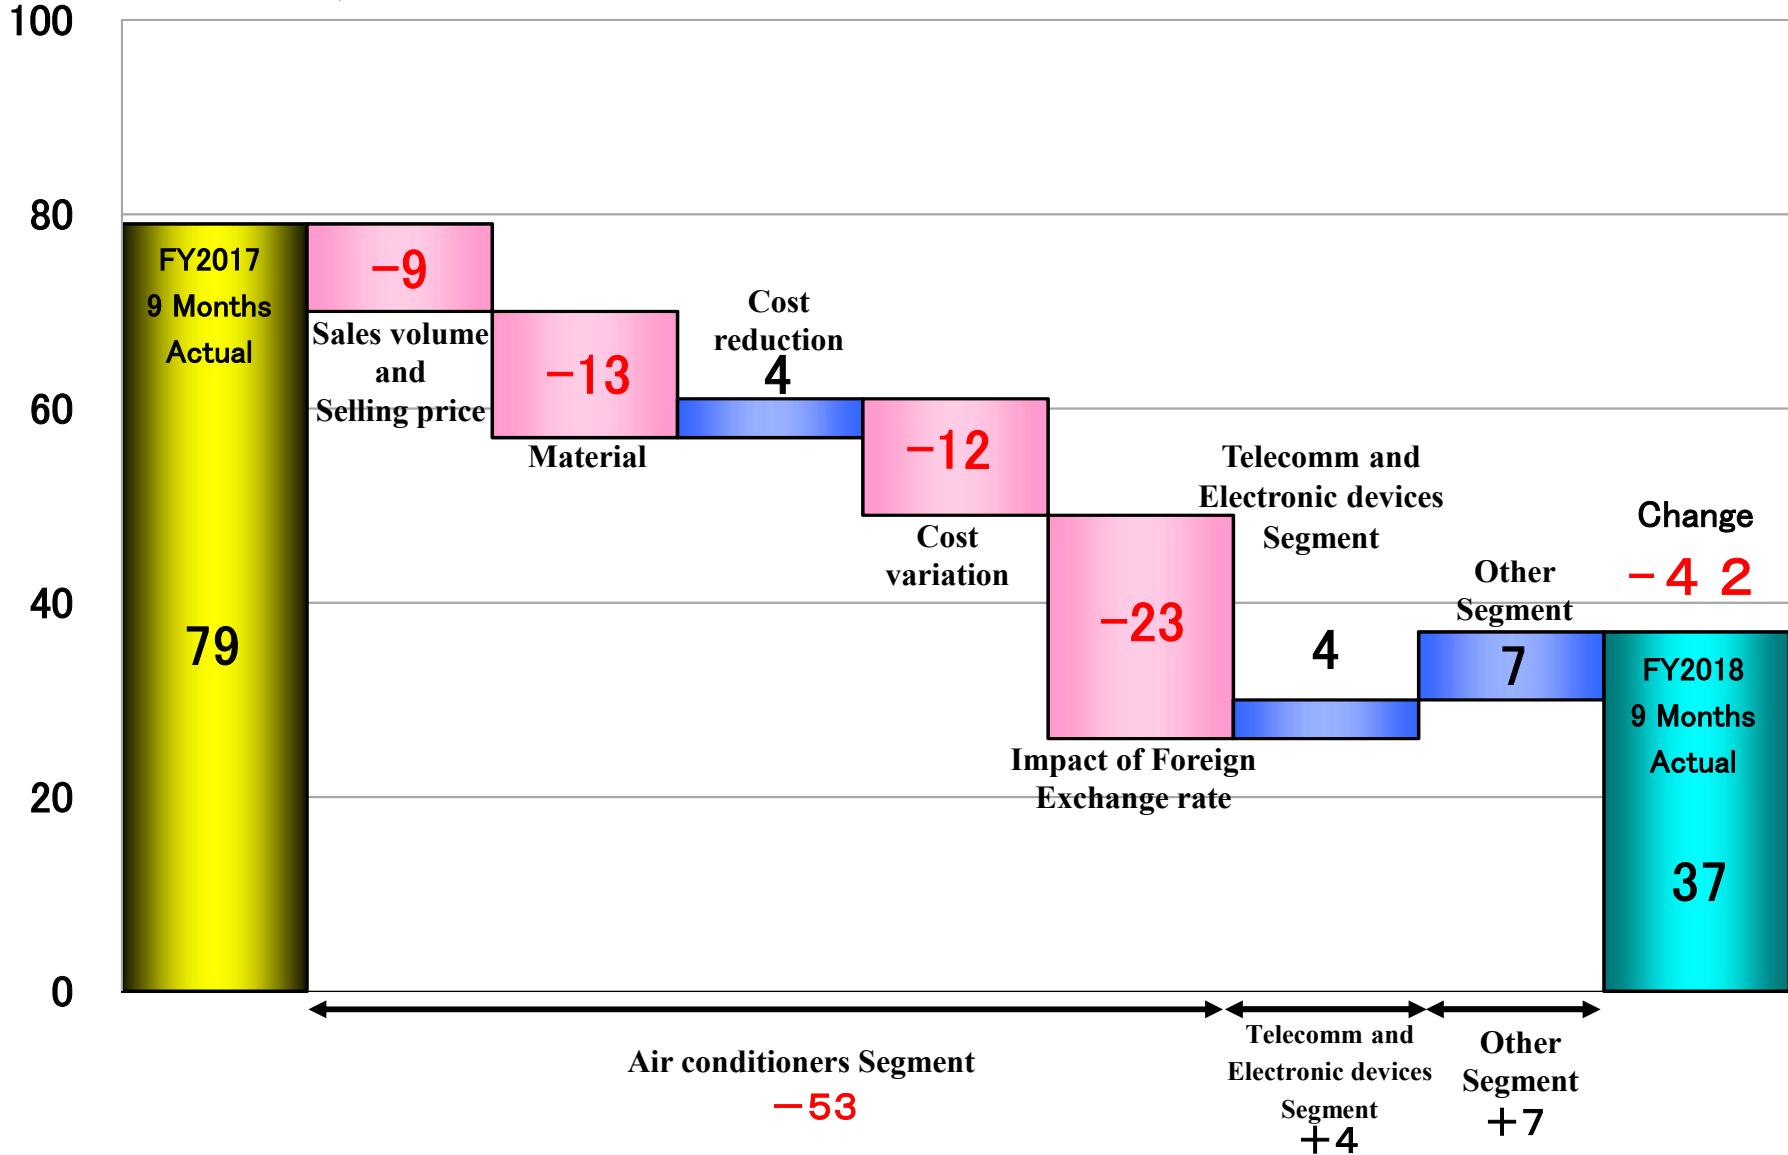 100
80
60
40
20
0
FY2017
9 Months
Actual
79
−9
Sales volume
and
Selling price
−13
Material
Cost
reduction
4
−12
Cost
variation
−23
Impact of Foreign
Exchange rate
Telecomm and
Electronic devices
Segment
4
Other
Segment
7
Change
−４２
FY2018
9 Months
Actual
37
Air conditioners Segment
−53
Telecomm and
Electronic devices
Segment
＋4
Other
Segment
＋7